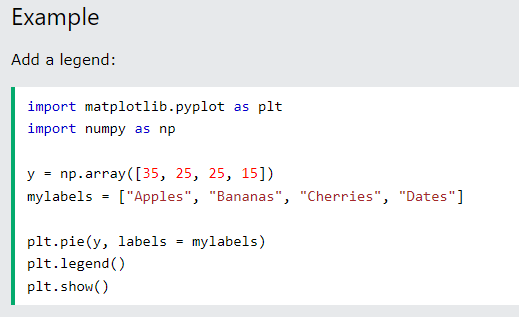 Example
Add a legend:
import matplotlib.pyplot as plt
import numpy as np
y = np.array([35, 25, 25, 15])
mylabels = ["Apples", "Bananas", "Cherries", "Dates"]
plt.pie(y, labels = mylabels)
plt.legend()
plt.show()